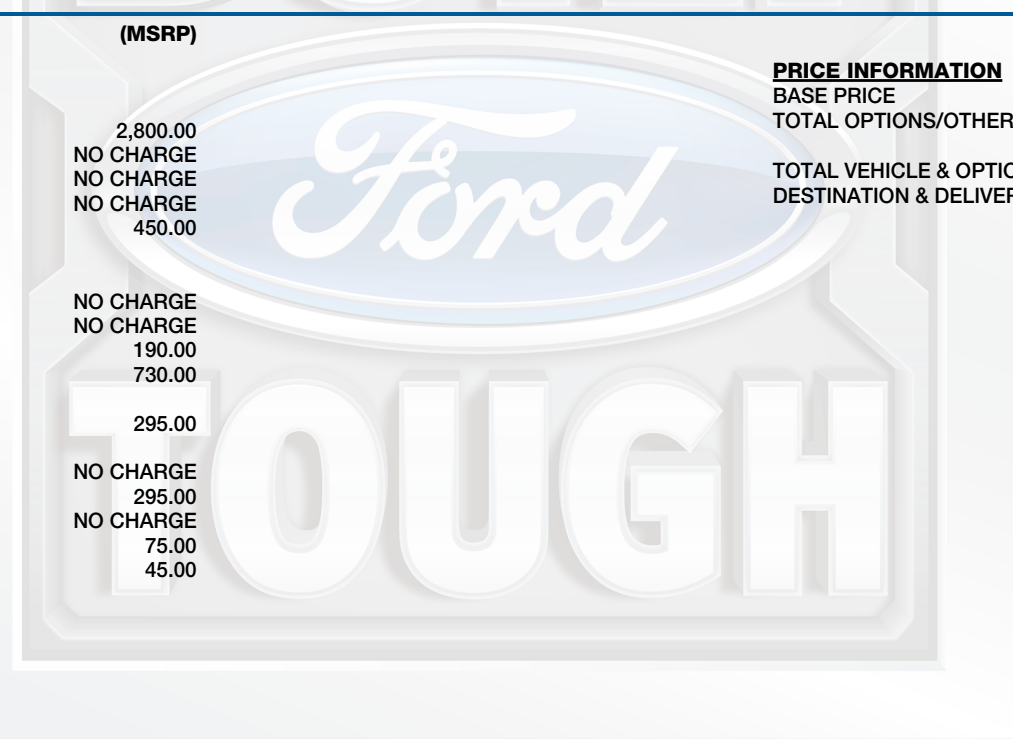 (MSRP)
2,800.00
NO CHARGE
NO CHARGE
NO CHARGE
450.00
NO CHARGE
NO CHARGE
190.00
730.00
295.00
NO CHARGE
295.00
NO CHARGE
75.00
45.00
PRICE INFORMATION
BASE PRICE
TOTAL OPTIONS/OTHER
TOTAL VEHICLE & OPTIO
DESTINATION & DELIVER
Ford
TOUGH